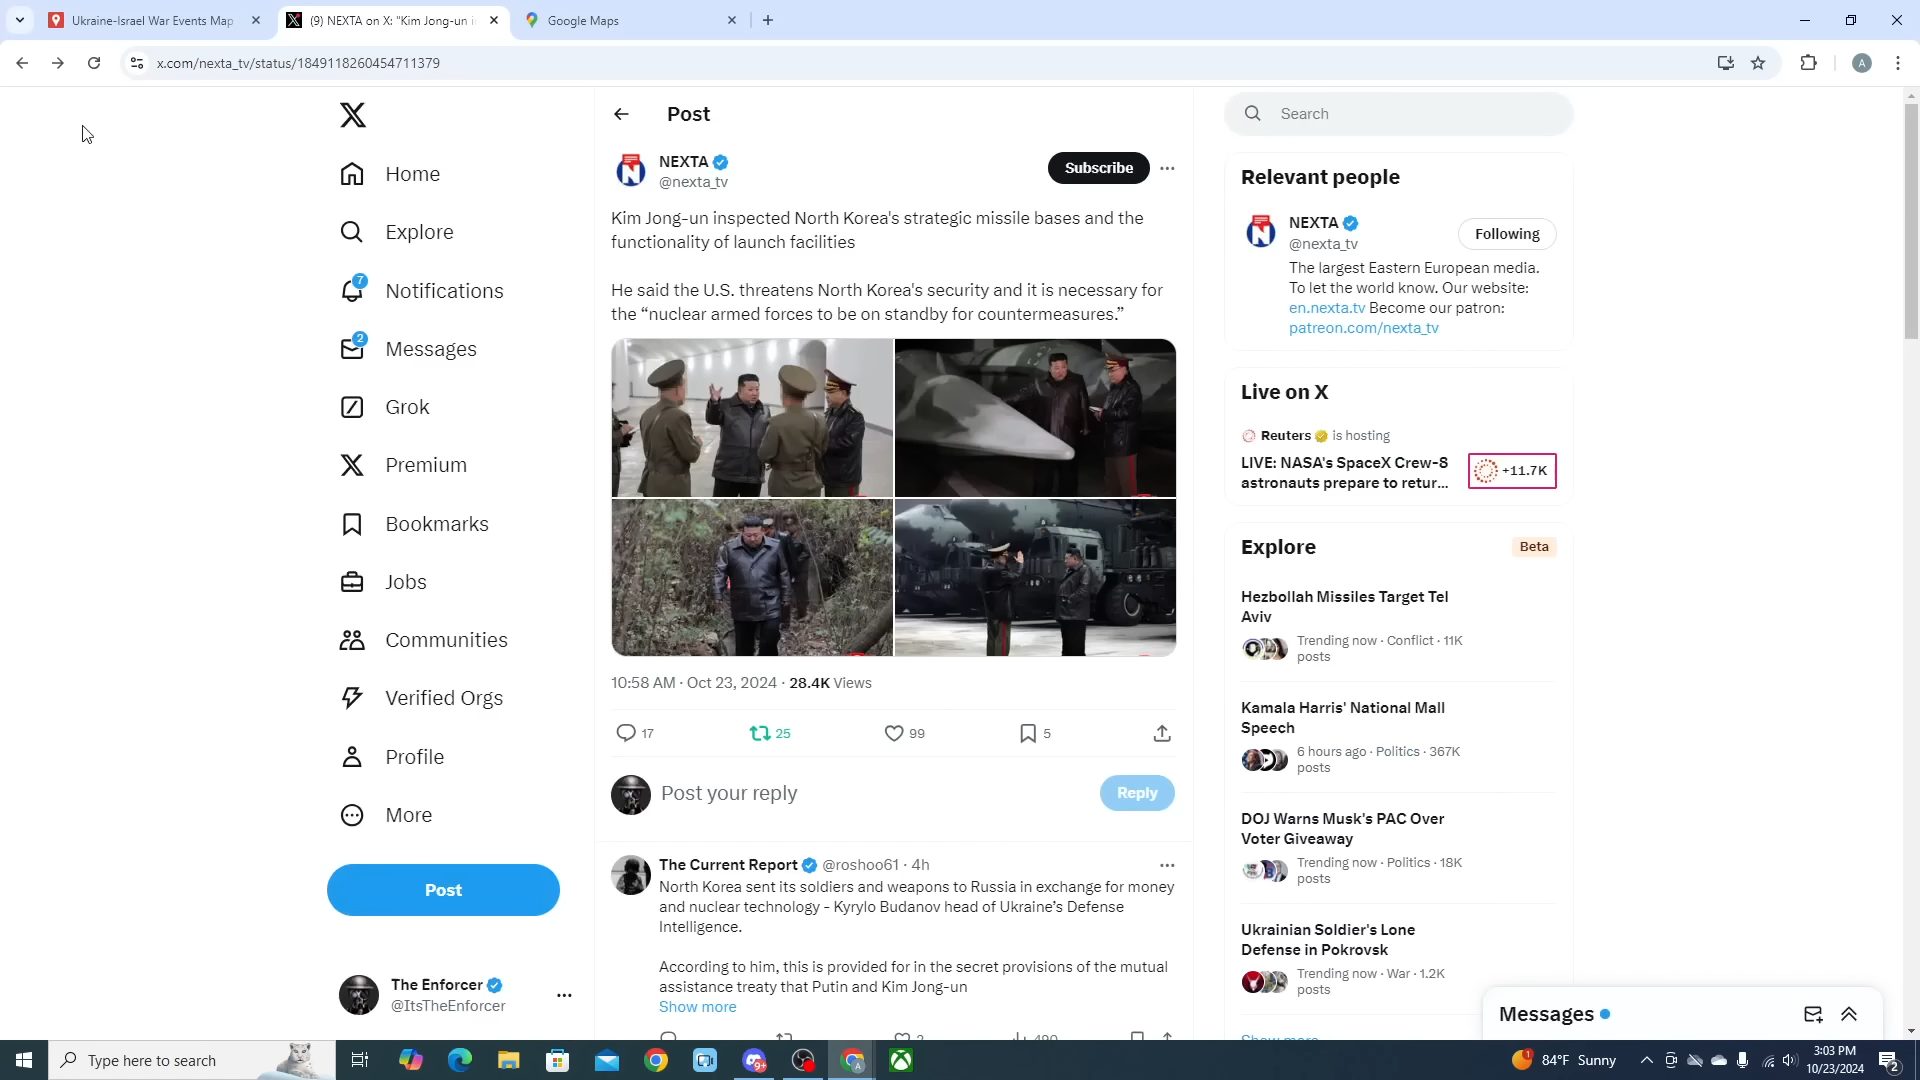 Ukraine-Israel War Events Map
(9) NEXTA on X: "Kim Jong-un i
Google Maps
x.com/nexta_tv/status/1849118260454711379
A
Home
Explore
7
Notifications
2
Messages
Grok
Premium
Bookmarks
Jobs
Communities
Verified Orgs
Profile
More
Post
The Enforcer
@ItsTheEnforcer
Post
NEXTA
@nexta_tv
Subscribe
Kim Jong-un inspected North Korea's strategic missile bases and the
functionality of launch facilities
He said the U.S. threatens North Korea's security and it is necessary for
the “nuclear armed forces to be on standby for countermeasures.”
10:58 AM · Oct 23, 2024 · 28.4K Views
17
25
99
5
Post your reply
Reply
The Current Report @roshoo61 · 4h
North Korea sent its soldiers and weapons to Russia in exchange for money
and nuclear technology - Kyrylo Budanov head of Ukraine’s Defense
Intelligence.
According to him, this is provided for in the secret provisions of the mutual
assistance treaty that Putin and Kim Jong-un
Show more
Search
Relevant people
NEXTA
@nexta_tv
Following
The largest Eastern European media.
To let the world know. Our website:
en.nexta.tv Become our patron:
patreon.com/nexta_tv
Live on X
Reuters is hosting
LIVE: NASA's SpaceX Crew-8
astronauts prepare to retur...
+11.7K
Explore
Beta
Hezbollah Missiles Target Tel
Aviv
Trending now · Conflict · 11K
posts
Kamala Harris' National Mall
Speech
6 hours ago · Politics · 367K
posts
DOJ Warns Musk's PAC Over
Voter Giveaway
Trending now · Politics · 18K
posts
Ukrainian Soldier's Lone
Defense in Pokrovsk
Trending now · War · 1.2K
posts
Messages
Type here to search
9+
A
1
84°F Sunny
3:03 PM
10/23/2024
2